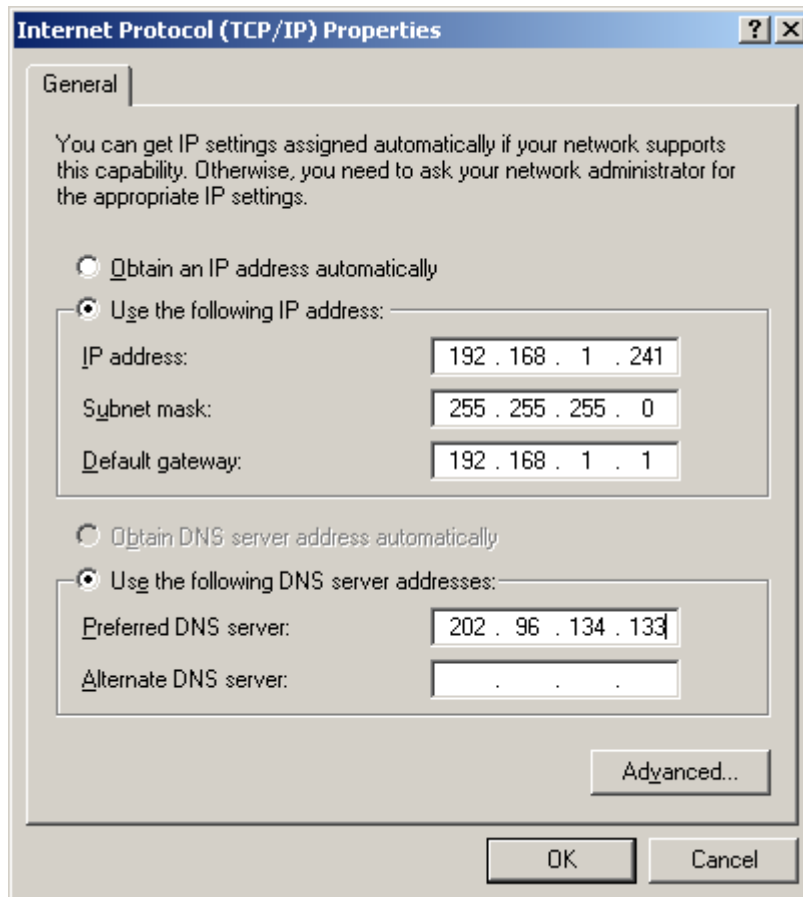 Internet Protocol (TCP/IP) Properties
General
You can get IP settings assigned automatically if your network supports
this capability. Otherwise, you need to ask your network administrator for
the appropriate IP settings.
Obtain an IP address automatically
Use the following IP address:
IP address: 192 . 168 . 1 . 241
Subnet mask: 255 . 255 . 255 . 0
Default gateway: 192 . 168 . 1 . 1
Obtain DNS server address automatically
Use the following DNS server addresses:
Preferred DNS server: 202 . 96 . 134 . 133
Alternate DNS server: . . .
Advanced...
OK Cancel